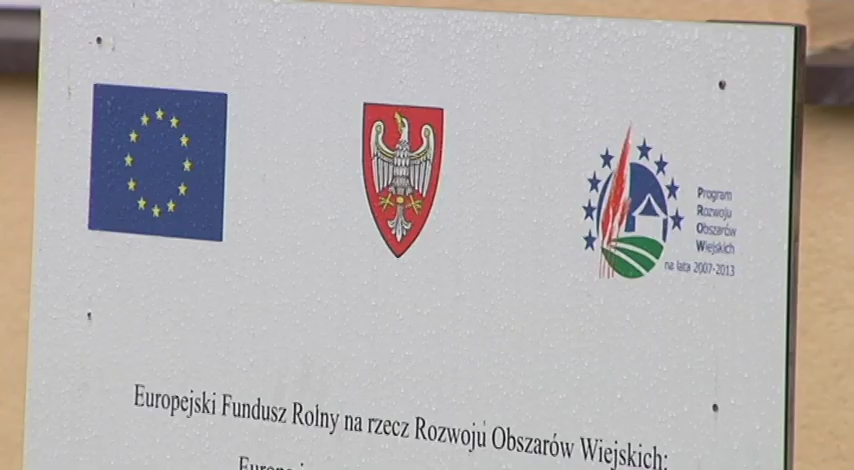 Program
Rozwoju
Obszarów
Wiejskich
na lata 2007-2013
Europejski Fundusz Rolny na rzecz Rozwoju Obszarów Wiejskich: